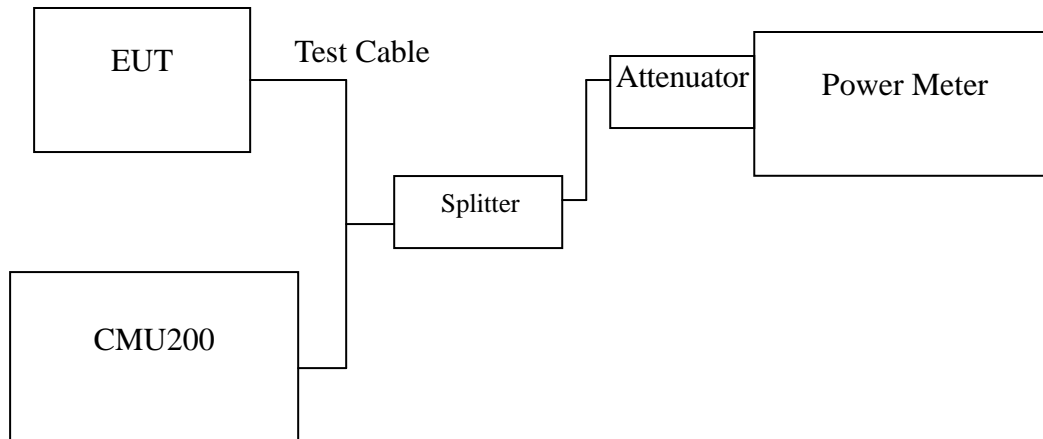 EUT
Test Cable
Attenuator
Power Meter
Splitter
CMU200